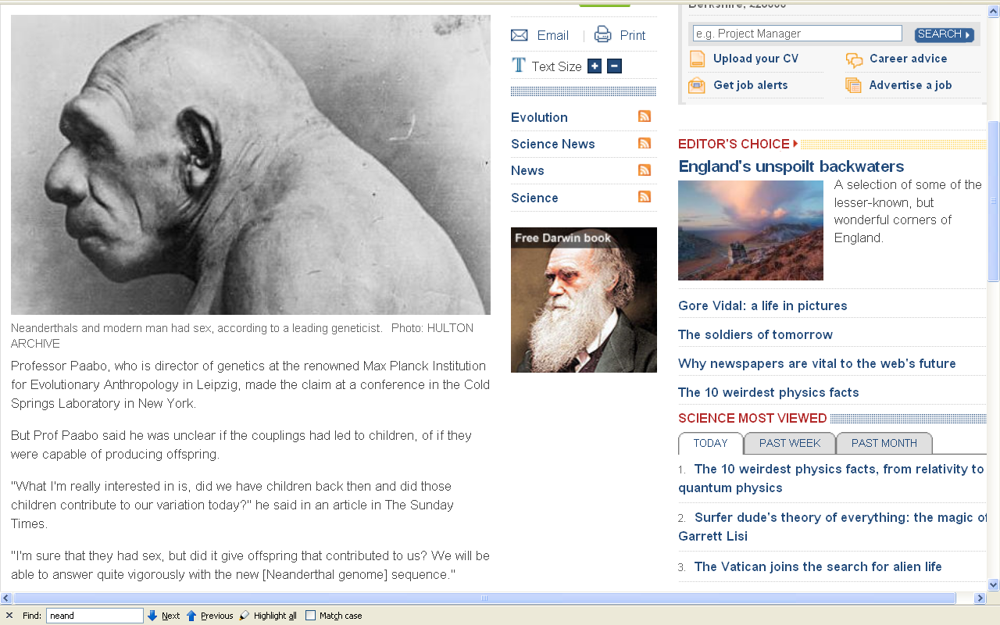 Neanderthals and modern man had sex, according to a leading geneticist. Photo: HULTON
ARCHIVE
Professor Paabo, who is director of genetics at the renowned Max Planck Institution
for Evolutionary Anthropology in Leipzig, made the claim at a conference in the Cold
Springs Laboratory in New York.
But Prof Paabo said he was unclear if the couplings had led to children, of if they
were capable of producing offspring.
"What I'm really interested in is, did we have children back then and did those
children contribute to our variation today?" he said in an article in The Sunday
Times.
"I'm sure that they had sex, but did it give offspring that contributed to us? We will be
able to answer quite vigorously with the new [Neanderthal genome] sequence."
Email | Print
T Text Size + -
Evolution
Science News
News
Science
Free Darwin book
Berkshire, £28000
e.g. Project Manager
SEARCH
Upload your CV
Career advice
Get job alerts
Advertise a job
EDITOR'S CHOICE
England's unspoilt backwaters
A selection of some of the
lesser-known, but
wonderful corners of
England.
Gore Vidal: a life in pictures
The soldiers of tomorrow
Why newspapers are vital to the web's future
The 10 weirdest physics facts
SCIENCE MOST VIEWED
TODAY PAST WEEK PAST MONTH
1. The 10 weirdest physics facts, from relativity to
quantum physics
2. Surfer dude's theory of everything: the magic of
Garrett Lisi
3. The Vatican joins the search for alien life
Find: neand Next Previous Highlight all Match case